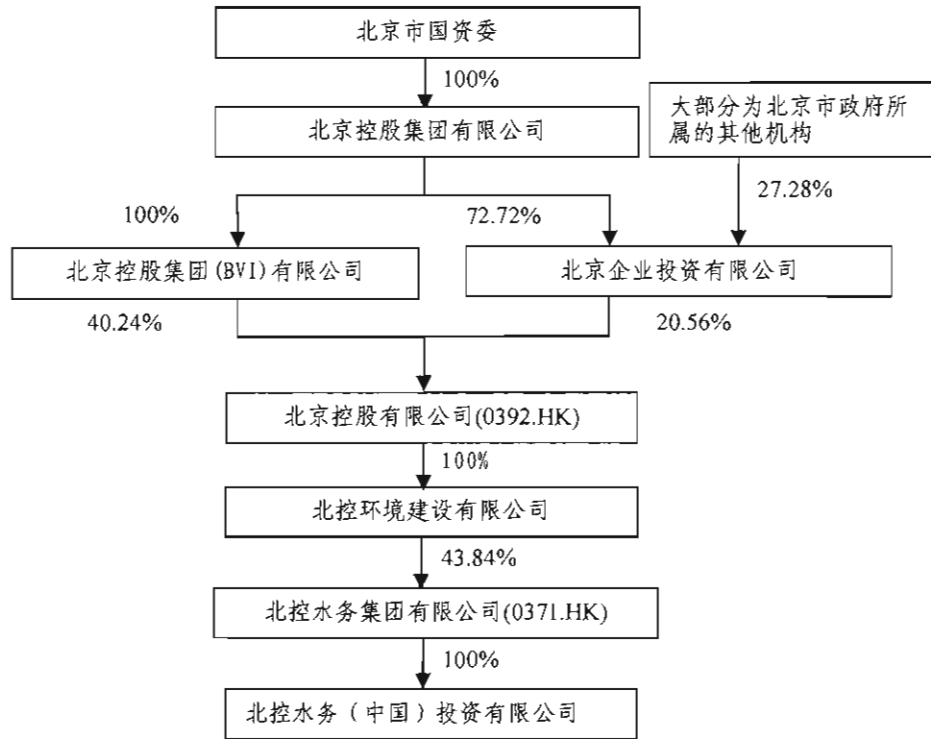 北京市国资委
100%
北京控股集团有限公司
大部分为北京市政府所
属的其他机构
27.28%
100%
72.72%
北京控股集团(BVI)有限公司
北京企业投资有限公司
40.24%
20.56%
北京控股有限公司(0392.HK)
100%
北控环境建设有限公司
43.84%
北控水务集团有限公司(0371.HK)
100%
北控水务（中国）投资有限公司